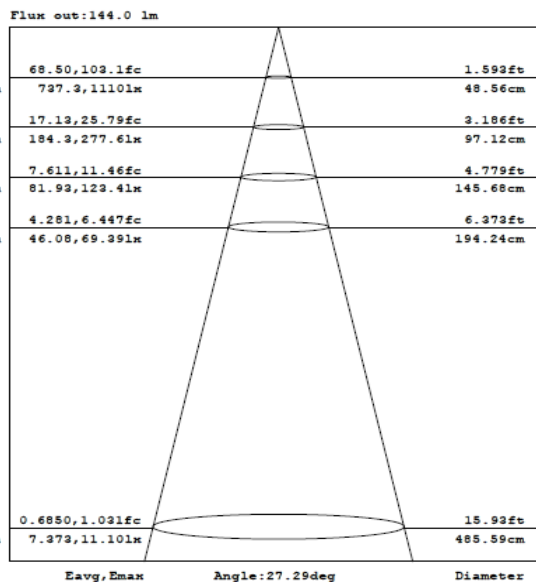 Flux out:144.0 lm
68.50,103.1fc 1.593ft
737.3,1110lx 48.56cm
17.13,25.79fc 3.186ft
184.3,277.6lx 97.12cm
7.611,11.46fc 4.779ft
81.93,123.4lx 145.68cm
4.281,6.447fc 6.373ft
46.08,69.39lx 194.24cm
0.6850,1.031fc 15.93ft
7.373,11.10lx 485.59cm
Eavg,Emax Angle:27.29deg Diameter